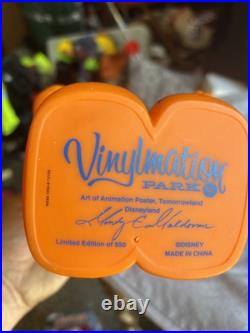 Vinylmation
PARK
Art of Animation Poster, Tomorrowland
Disneyland
Limited Edition of 550
©DISNEY
MADE IN CHINA